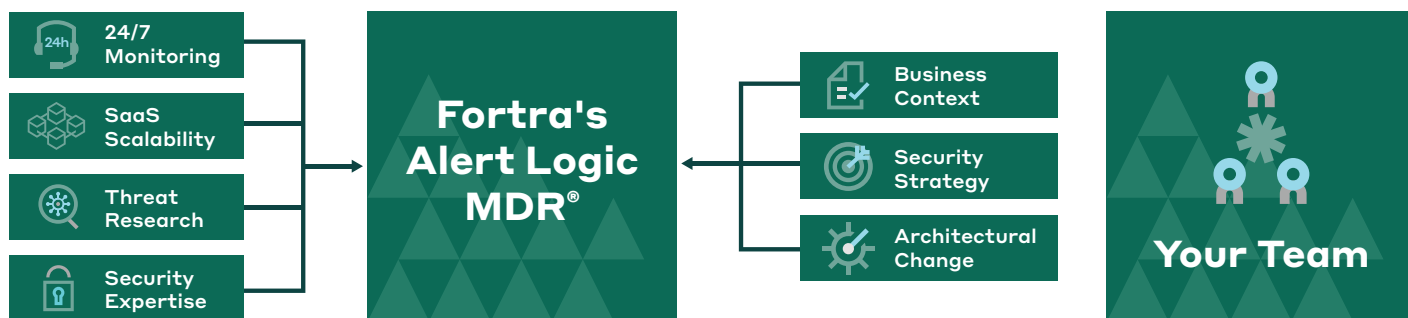 24h
24/7
Monitoring
SaaS
Scalability
Threat
Research
Security
Expertise
Fortra's
Alert Logic
MDR®
Business
Context
Security
Strategy
Architectural
Change
Your Team